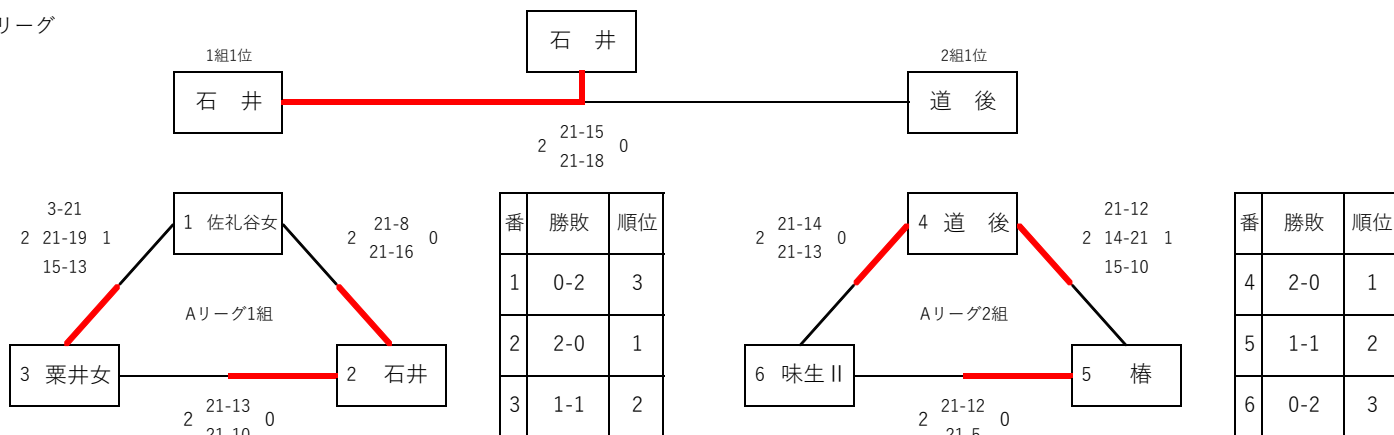 リーグ
石　井
1組1位
2組1位
石　井
道　後
21-15
2 0
21-18
3-21
2 21-19 1
15-13
1 佐礼谷女
21-8
2 0
21-16
Aリーグ1組
3 粟井女
2 石井
21-13
2 0
21-10
番 勝敗 順位
1 0-2 3
2 2-0 1
3 1-1 2
21-14
2 0
21-13
4 道　後
21-12
2 14-21 1
15-10
Aリーグ2組
6 味生Ⅱ
5 椿
21-12
2 0
21-5
番 勝敗 順位
4 2-0 1
5 1-1 2
6 0-2 3